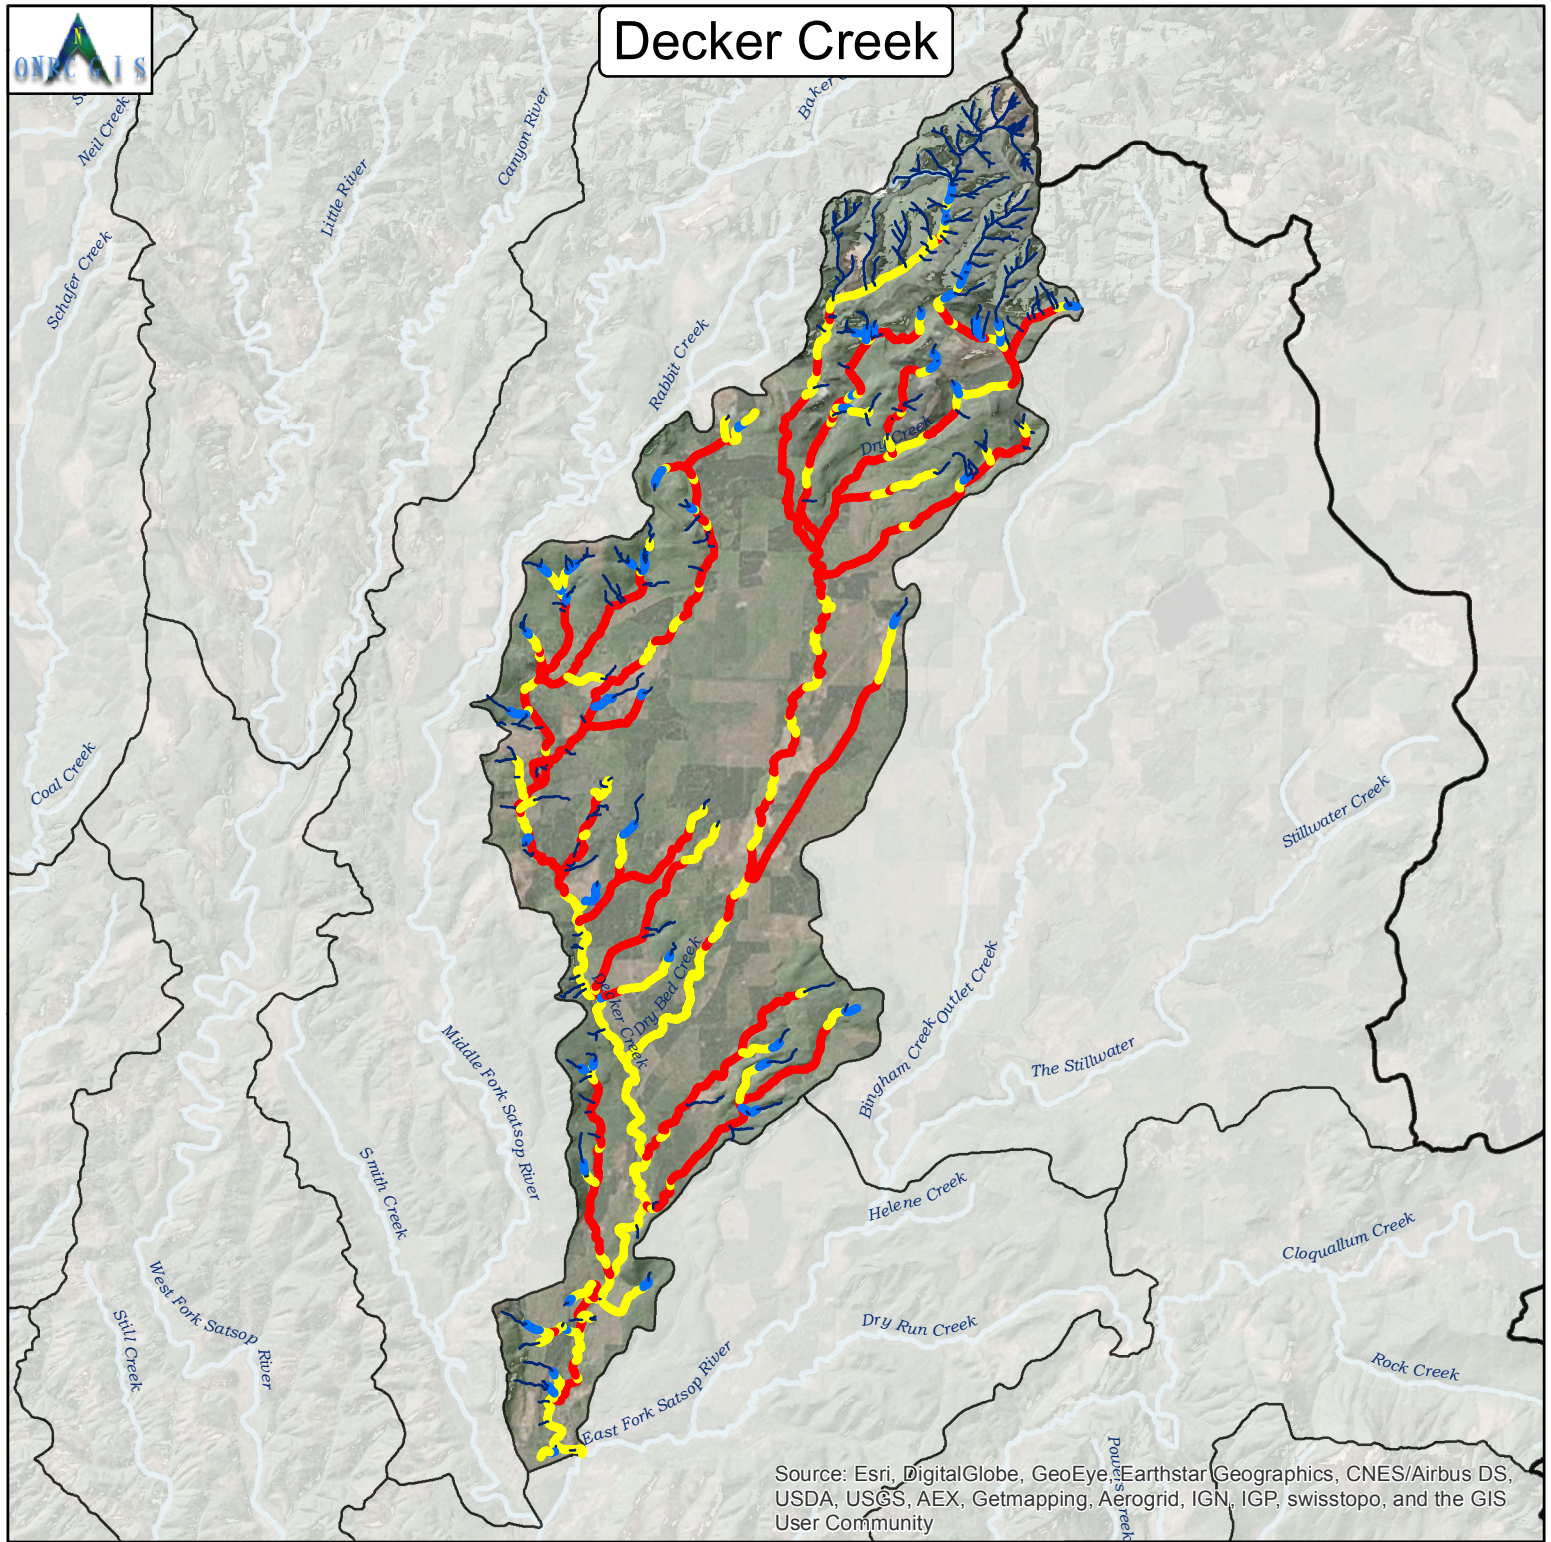 Decker Creek
N
ONRC GIS
Neil Creek
Canyon River
Little River
Schafer Creek
Rabbit Creek
Dry Creek
Coal Creek
Stillwater Creek
Decker Creek
Dry Bed Creek
Outlet Creek
Bingham Creek
The Stillwater
Middle Fork Satsop River
Smith Creek
Helene Creek
Cloquallum Creek
West Fork Satsop River
Still Creek
Dry Run Creek
Rock Creek
East Fork Satsop River
Powers Creek
Source: Esri, DigitalGlobe, GeoEye, Earthstar Geographics, CNES/Airbus DS,
USDA, USGS, AEX, Getmapping, Aerogrid, IGN, IGP, swisstopo, and the GIS
User Community